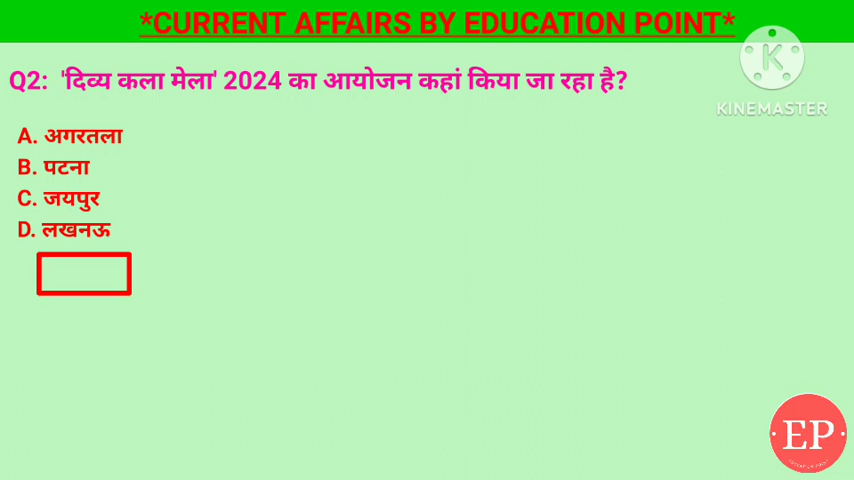 *CURRENT AFFAIRS BY EDUCATION POINT*
KINEMASTER
Q2: 'दिव्य कला मेला' 2024 का आयोजन कहां किया जा रहा है?
A. अगरतला
B. पटना
C. जयपुर
D. लखनऊ
EP